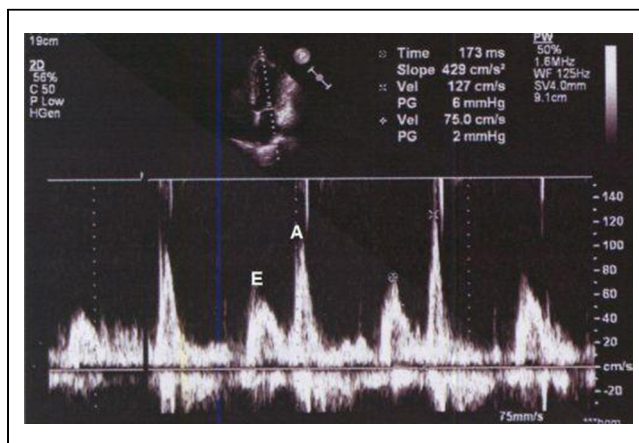 19cm
2D
56%
C 50
P Low
HGen
Time 173 ms
Slope 429 cm/s²
Vel 127 cm/s
PG 6 mmHg
Vel 75.0 cm/s
PG 2 mmHg
PW
50%
1.6MHz
WF 125Hz
SV4.0mm
9.1cm
140
120
A
100
80
E
60
40
20
cm/s
-20
75mm/s